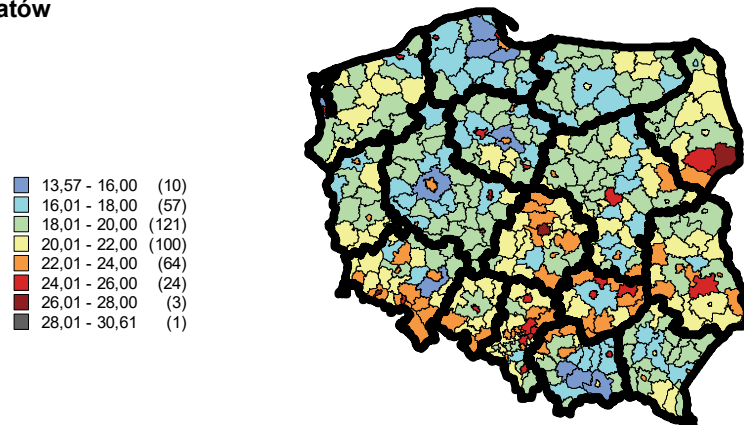 13,57 - 16,00 (10)
16,01 - 18,00 (57)
18,01 - 20,00 (121)
20,01 - 22,00 (100)
22,01 - 24,00 (64)
24,01 - 26,00 (24)
26,01 - 28,00 (3)
28,01 - 30,61 (1)